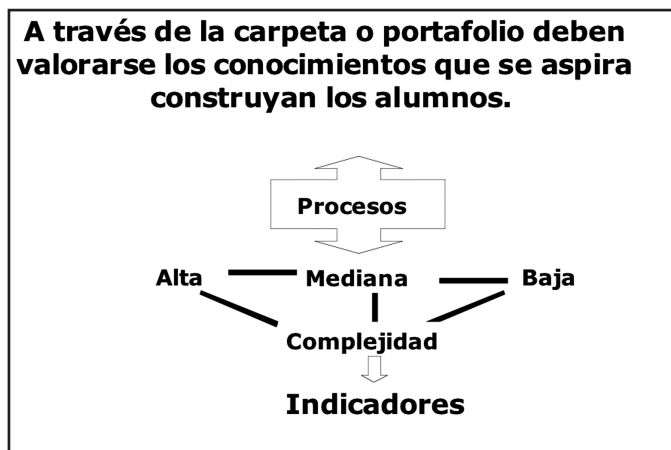 A través de la carpeta o portafolio deben
valorarse los conocimientos que se aspira
construyan los alumnos.
Procesos
Alta Mediana Baja
Complejidad
Indicadores